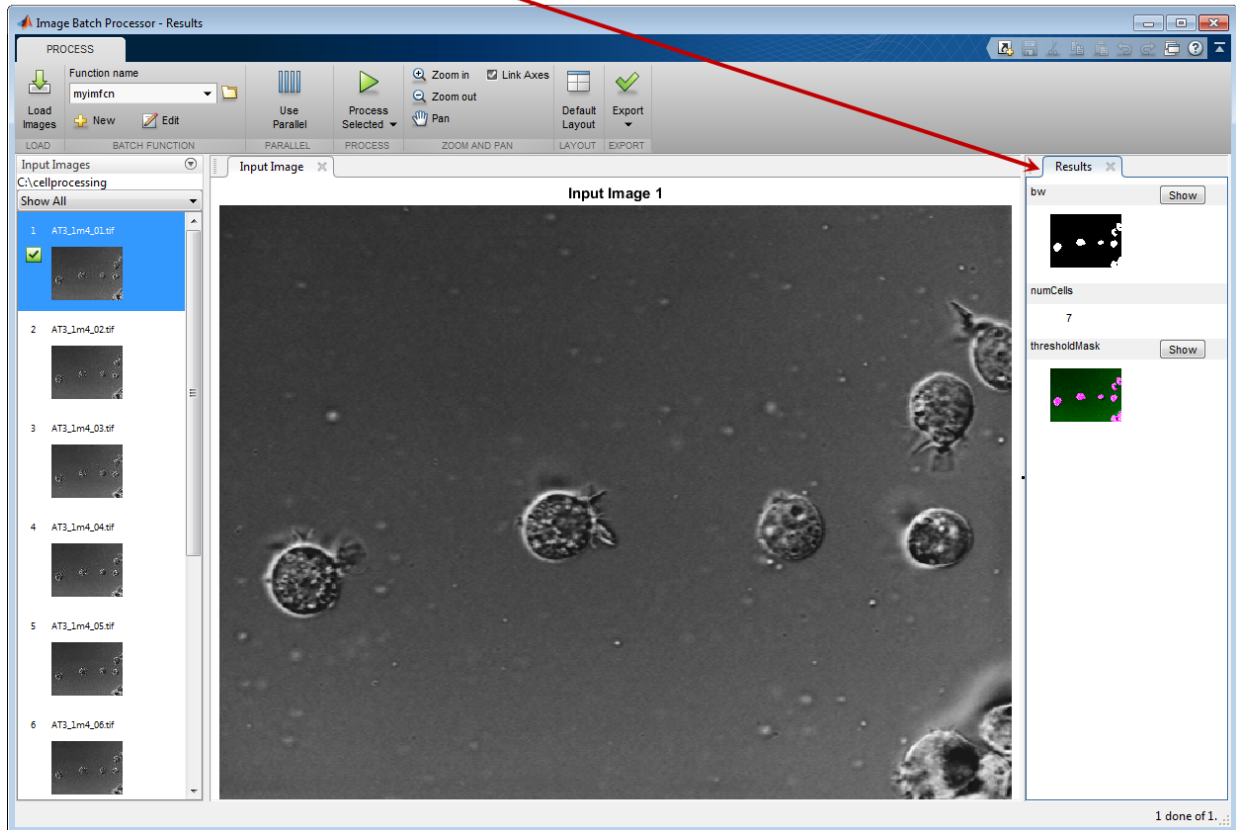 Image Batch Processor - Results
PROCESS
Load Images
Function name
myimfcn
New
Edit
Use Parallel
Process Selected
Zoom in
Zoom out
Pan
Link Axes
Default Layout
Export
LOAD
BATCH FUNCTION
PARALLEL
PROCESS
ZOOM AND PAN
LAYOUT
EXPORT
Input Images
C:\cellprocessing
Show All
1 AT3_1m4_01.tif
2 AT3_1m4_02.tif
3 AT3_1m4_03.tif
4 AT3_1m4_04.tif
5 AT3_1m4_05.tif
6 AT3_1m4_06.tif
Input Image
Input Image 1
Results
bw
Show
numCells
7
thresholdMask
Show
1 done of 1.